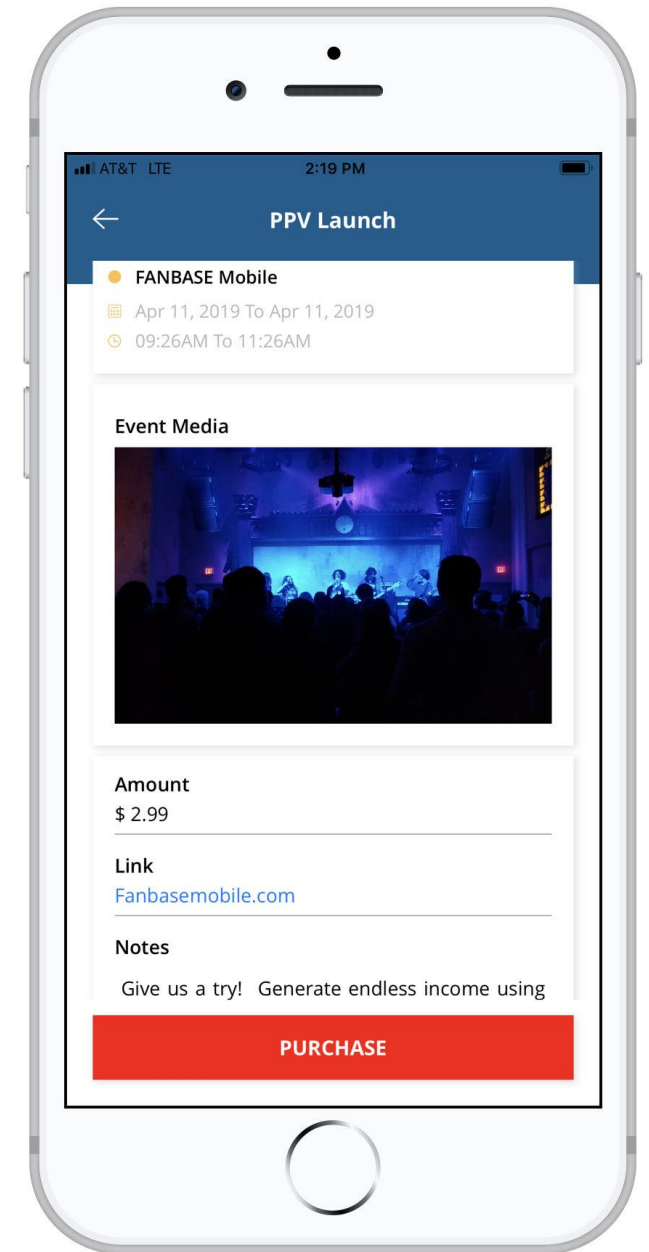 AT&T LTE 2:19 PM
PPV Launch
FANBASE Mobile
Apr 11, 2019 To Apr 11, 2019
09:26AM To 11:26AM
Event Media
Amount
$ 2.99
Link
Fanbasemobile.com
Notes
Give us a try! Generate endless income using
PURCHASE